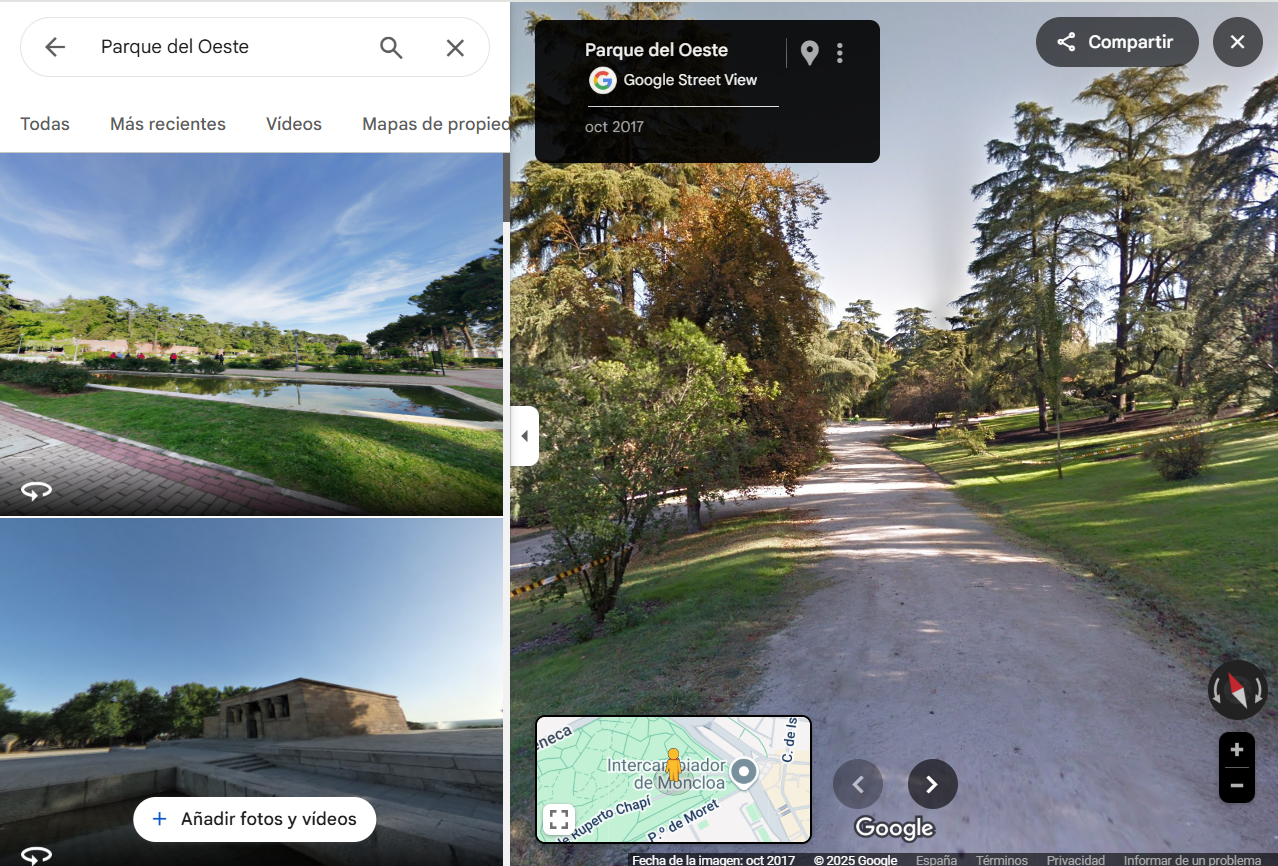 Parque del Oeste
Todas
Más recientes
Vídeos
Mapas de propied
Parque del Oeste
Google Street View
oct 2017
Compartir
+ Añadir fotos y vídeos
eneca
Intercambiador
de Moncloa
C. de Is
de Ruperto Chapí
P.º de Moret
Google
Fecha de la imagen: oct 2017
© 2025 Google
España
Términos
Privacidad
Informar de un problema